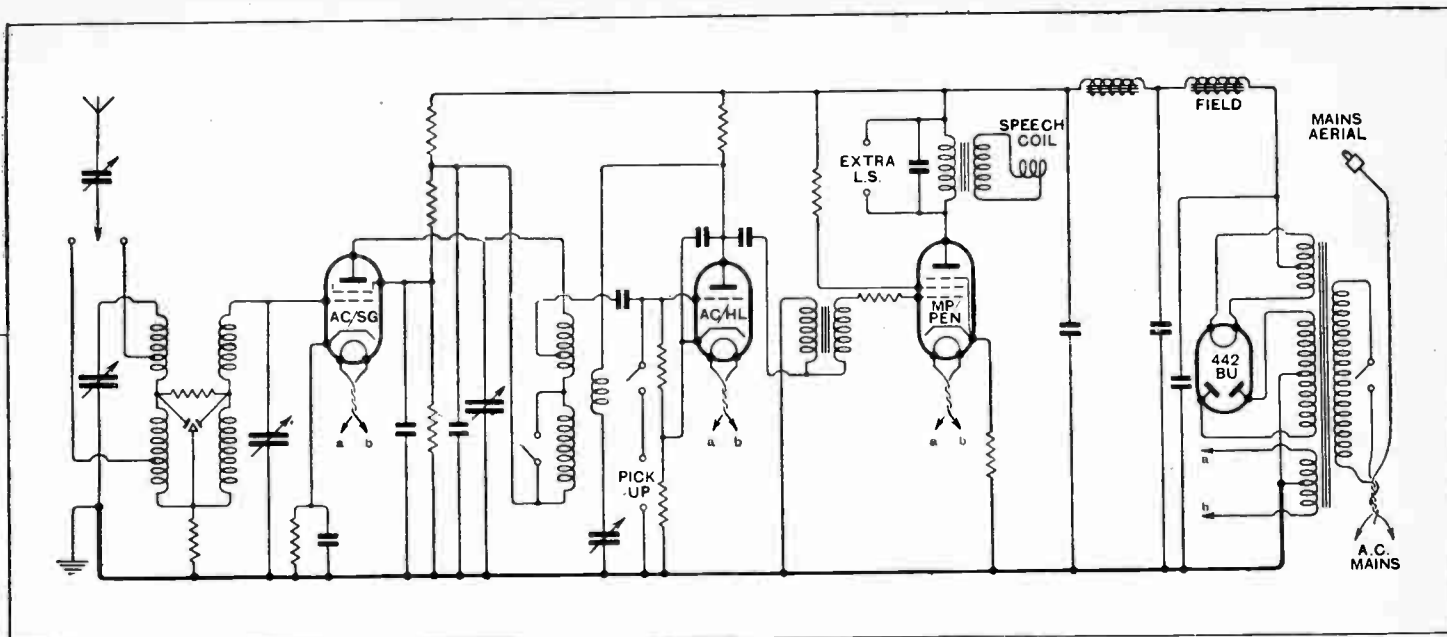 FIELD
MAINS
AERIAL
SPEECH
COIL
EXTRA
L.S.
AC/SG
AC/HL
MP/
PEN
442
BU
a b
a b
a b
a
b
PICK
UP
A.C.
MAINS